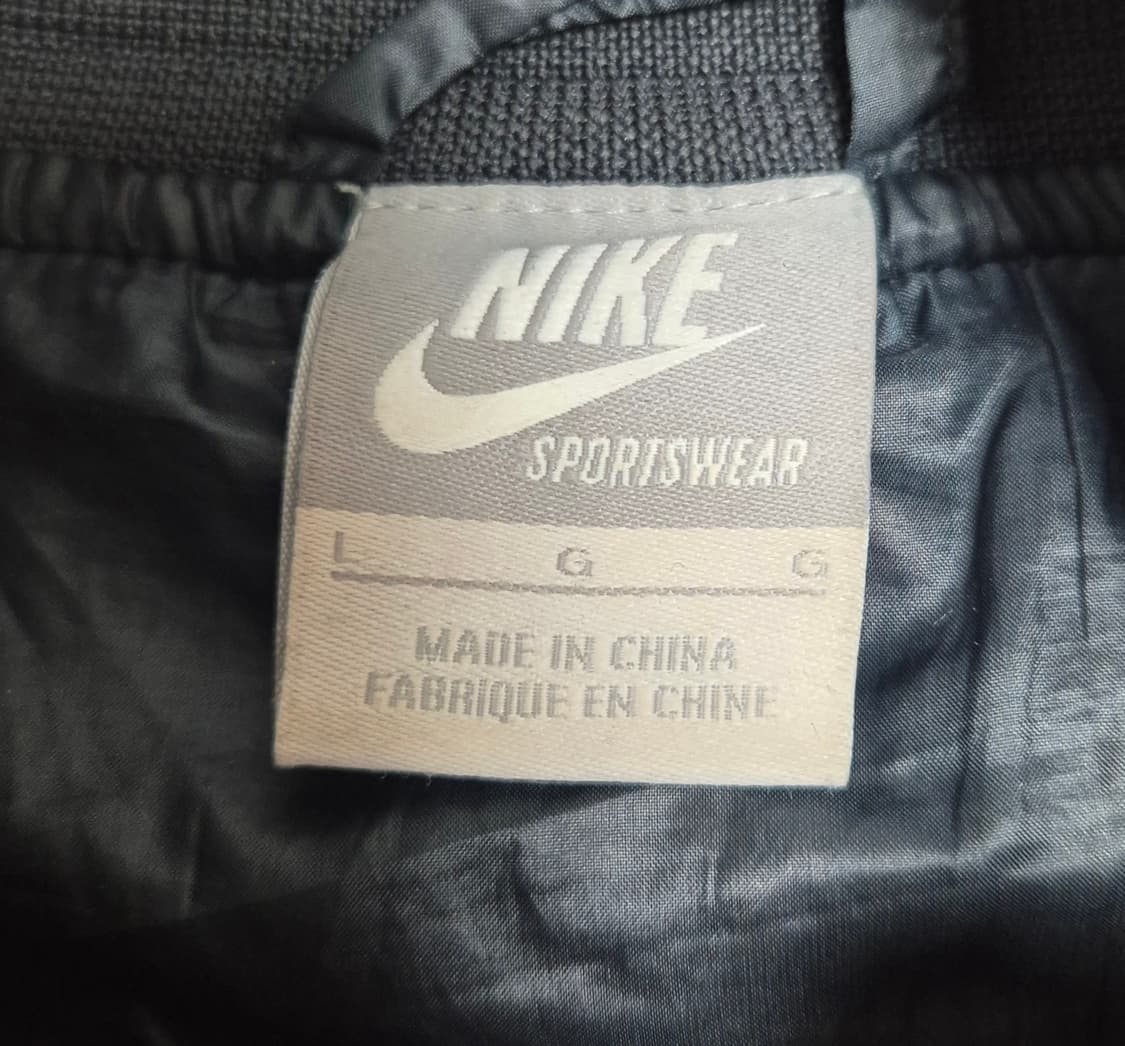 NIKE
SPORTSWEAR
L G G
MADE IN CHINA
FABRIQUE EN CHINE